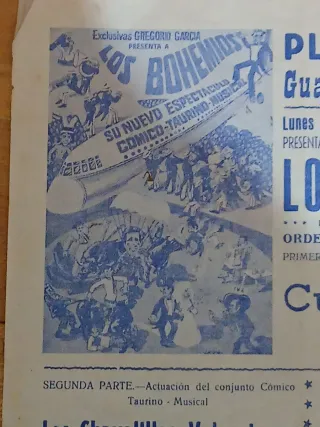 Exclusivas GREGORIO GARCIA
PRESENTA A
LOS BOHEMIOS
SU NUEVO ESPECTACULO
COMICO-TAURINO-MUSICAL
PL
Gua
Lunes
PRESENTA
LO
ORDE
PRIMER
Cu
SEGUNDA PARTE.—Actuación del conjunto Cómico
Taurino - Musical